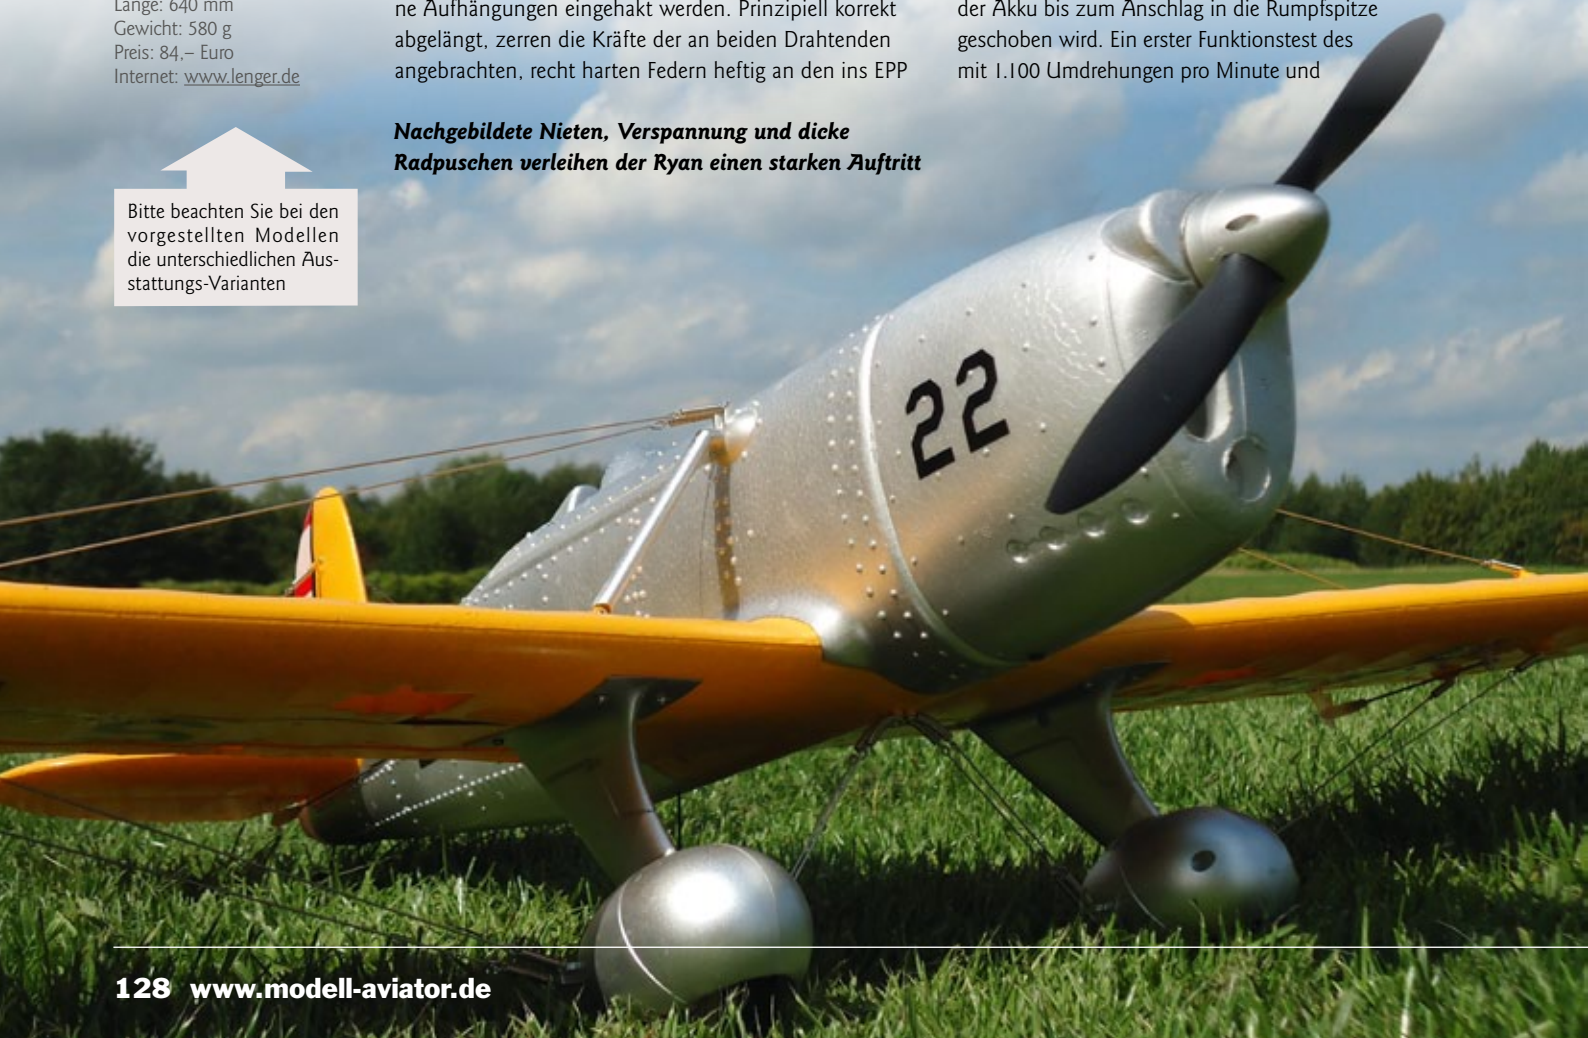 Länge: 640 mm
Gewicht: 580 g
Preis: 84,– Euro
Internet: www.lenger.de
Bitte beachten Sie bei den
vorgestellten Modellen
die unterschiedlichen Aus-
stattungs-Varianten
ne Aufhängungen eingehakt werden. Prinzipiell korrekt
abgelängt, zerren die Kräfte der an beiden Drahtenden
angebrachten, recht harten Federn heftig an den ins EPP
Nachgebildete Nieten, Verspannung und dicke
Radpuschen verleihen der Ryan einen starken Auftritt
der Akku bis zum Anschlag in die Rumpfspitze
geschoben wird. Ein erster Funktionstest des
mit 1.100 Umdrehungen pro Minute und
22
128 www.modell-aviator.de